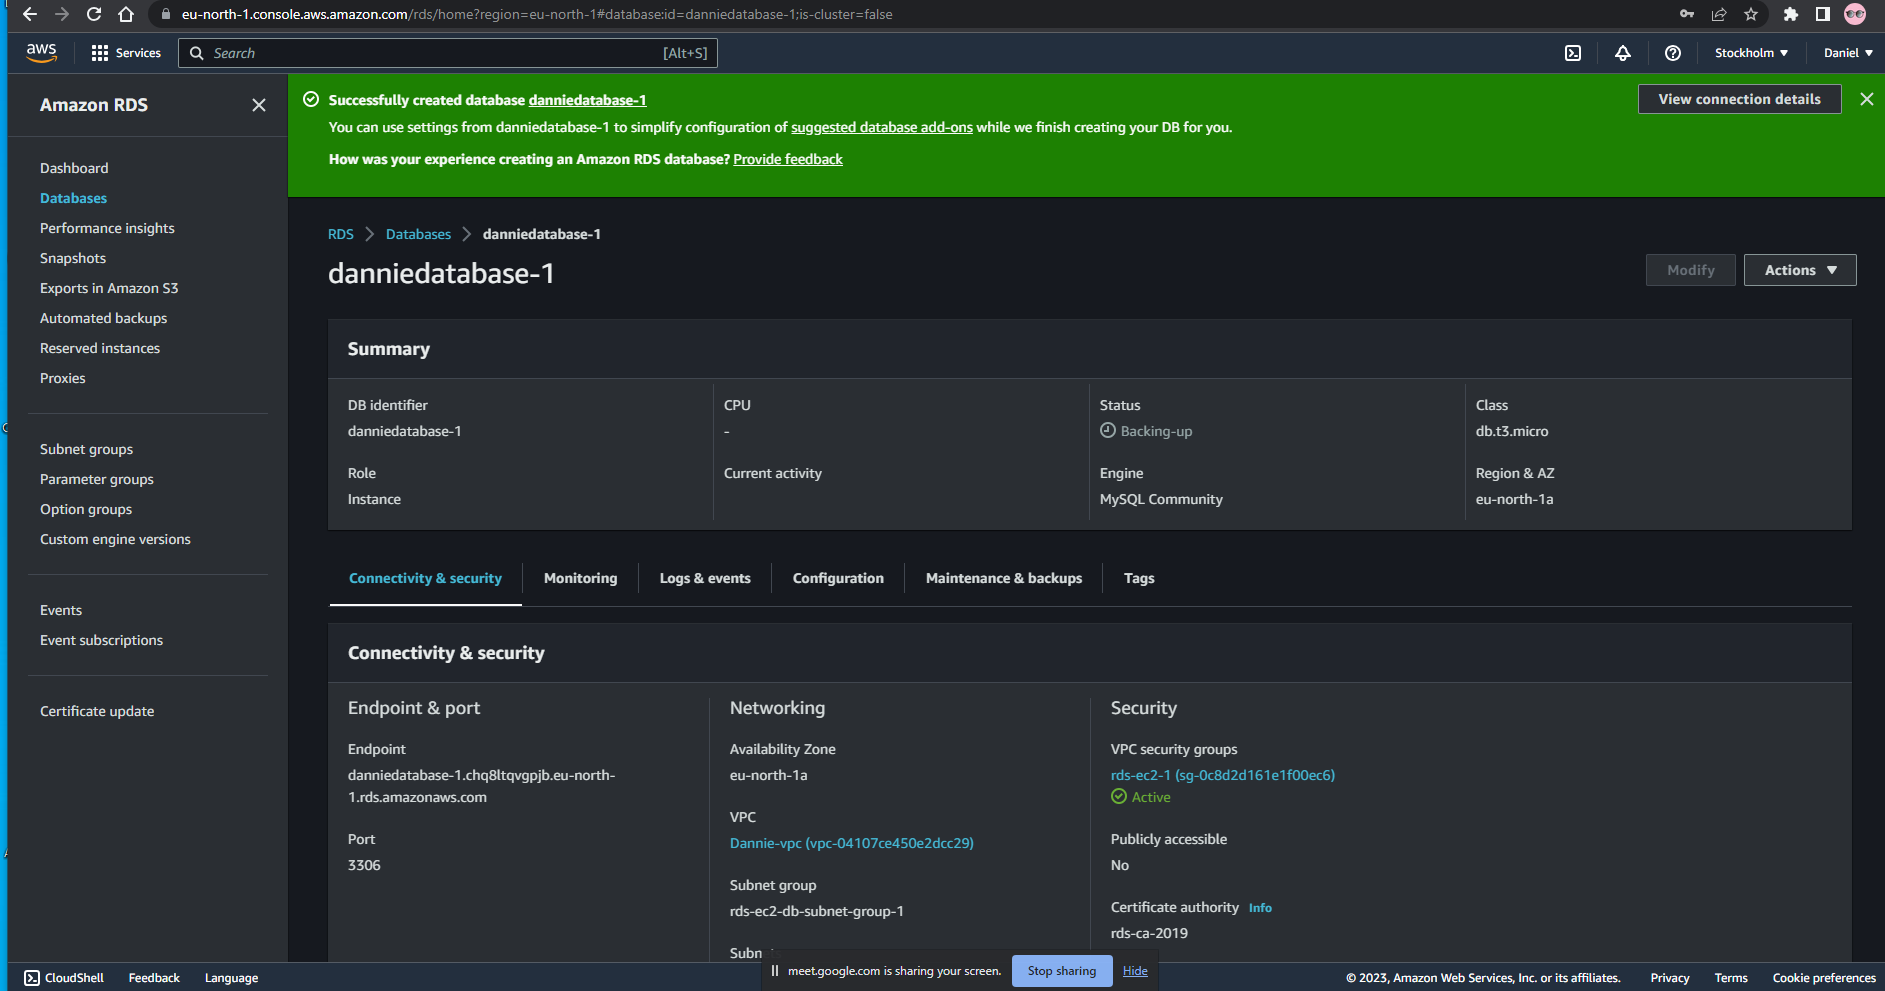 eu-north-1.console.aws.amazon.com/rds/home?region=eu-north-1#database:id=danniedatabase-1;is-cluster=false
aws
Services
Search
[Alt+S]
Stockholm
Daniel
Amazon RDS
Dashboard
Databases
Performance insights
Snapshots
Exports in Amazon S3
Automated backups
Reserved instances
Proxies
Subnet groups
Parameter groups
Option groups
Custom engine versions
Events
Event subscriptions
Certificate update
Successfully created database danniedatabase-1
View connection details
You can use settings from danniedatabase-1 to simplify configuration of suggested database add-ons while we finish creating your DB for you.
How was your experience creating an Amazon RDS database? Provide feedback
RDS > Databases > danniedatabase-1
danniedatabase-1
Modify
Actions
Summary
DB identifier
danniedatabase-1
Role
Instance
CPU
-
Current activity
Status
Backing-up
Engine
MySQL Community
Class
db.t3.micro
Region & AZ
eu-north-1a
Connectivity & security
Monitoring
Logs & events
Configuration
Maintenance & backups
Tags
Connectivity & security
Endpoint & port
Endpoint
danniedatabase-1.chq8ltqvgpjb.eu-north-
1.rds.amazonaws.com
Port
3306
Networking
Availability Zone
eu-north-1a
VPC
Dannie-vpc (vpc-04107ce450e2dcc29)
Subnet group
rds-ec2-db-subnet-group-1
Subnets
Security
VPC security groups
rds-ec2-1 (sg-0c8d2d161e1f00ec6)
Active
Publicly accessible
No
Certificate authority Info
rds-ca-2019
meet.google.com is sharing your screen.
Stop sharing
Hide
CloudShell
Feedback
Language
© 2023, Amazon Web Services, Inc. or its affiliates.
Privacy
Terms
Cookie preferences